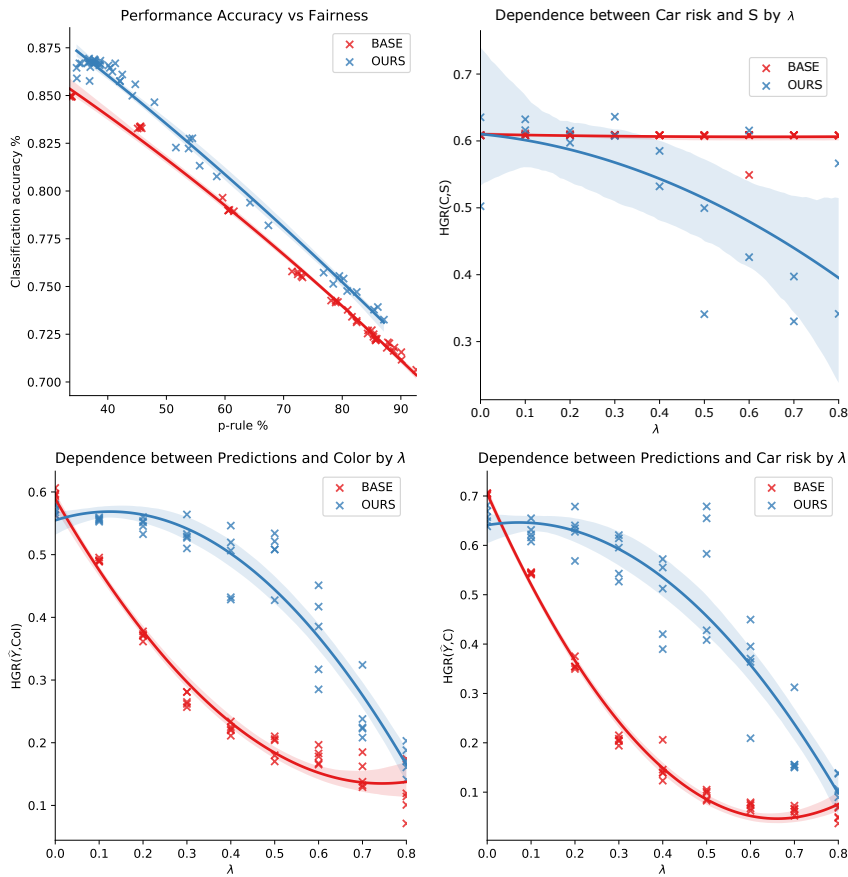 Performance Accuracy vs Fairness
Classification accuracy %
0.875
0.850
0.825
0.800
0.775
0.750
0.725
0.700
BASE
OURS
40
50
60
70
80
90
p-rule %
Dependence between Car risk and S by λ
HGR(C,S)
0.7
0.6
0.5
0.4
0.3
BASE
OURS
0.0
0.1
0.2
0.3
0.4
0.5
0.6
0.7
0.8
λ
Dependence between Predictions and Color by λ
HGR(Ŷ,Col)
0.6
0.5
0.4
0.3
0.2
0.1
BASE
OURS
0.0
0.1
0.2
0.3
0.4
0.5
0.6
0.7
0.8
λ
Dependence between Predictions and Car risk by λ
HGR(Ŷ,C)
0.7
0.6
0.5
0.4
0.3
0.2
0.1
BASE
OURS
0.0
0.1
0.2
0.3
0.4
0.5
0.6
0.7
0.8
λ